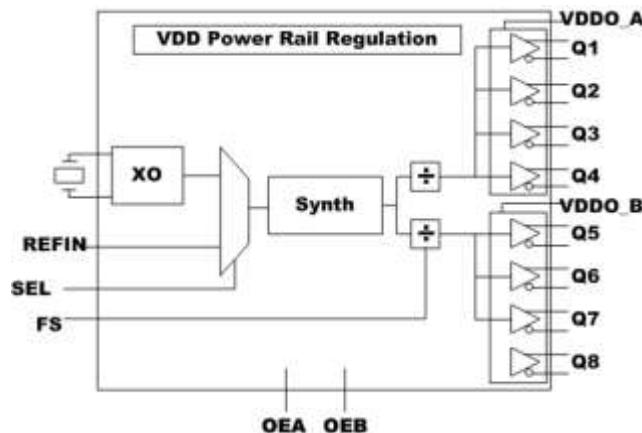 VDD Power Rail Regulation
VDDO_A
Q1
Q2
Q3
Q4
XO
Synth
÷
÷
VDDO_B
REFIN
Q5
SEL
Q6
FS
Q7
Q8
OEA OEB